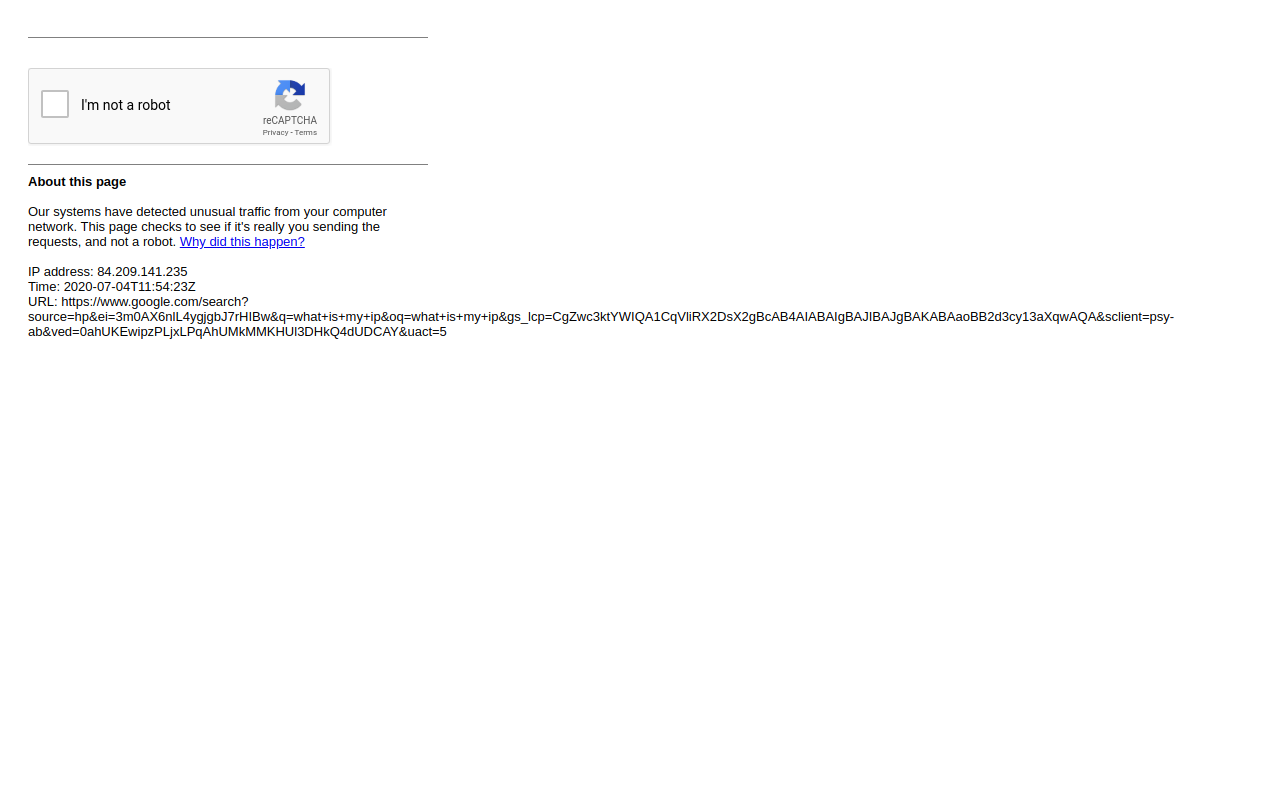 I'm not a robot
reCAPTCHA
Privacy - Terms
About this page
Our systems have detected unusual traffic from your computer
network. This page checks to see if it's really you sending the
requests, and not a robot. Why did this happen?
IP address: 84.209.141.235
Time: 2020-07-04T11:54:23Z
URL: https://www.google.com/search?
source=hp&ei=3m0AX6nlL4ygjgbJ7rHIBw&q=what+is+my+ip&oq=what+is+my+ip&gs_lcp=CgZwc3ktYWIQA1CqVliRX2DsX2gBcAB4AIABAIgBAJIBAJgBAKABAAaoBB2d3cy13aXqwAQA&sclient=psy-
ab&ved=0ahUKEwipzPLjxLPqAhUMkMMKHUl3DHkQ4dUDCAY&uact=5